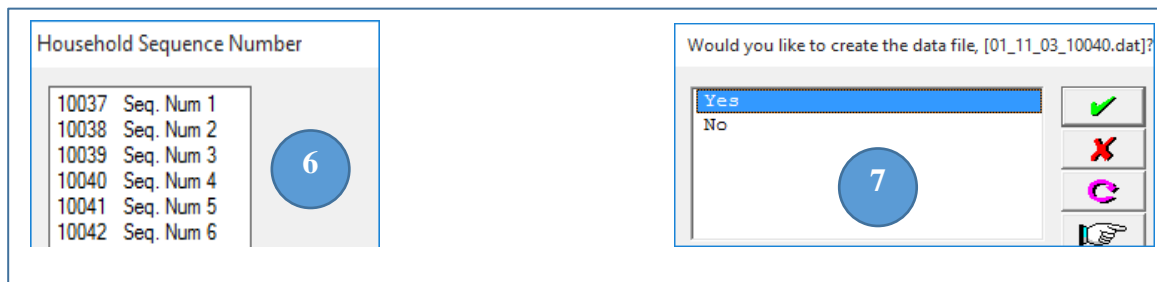 Household Sequence Number
10037 Seq. Num 1
10038 Seq. Num 2
10039 Seq. Num 3
10040 Seq. Num 4
10041 Seq. Num 5
10042 Seq. Num 6
6
Would you like to create the data file, [01_11_03_10040.dat]?
Yes
No
7